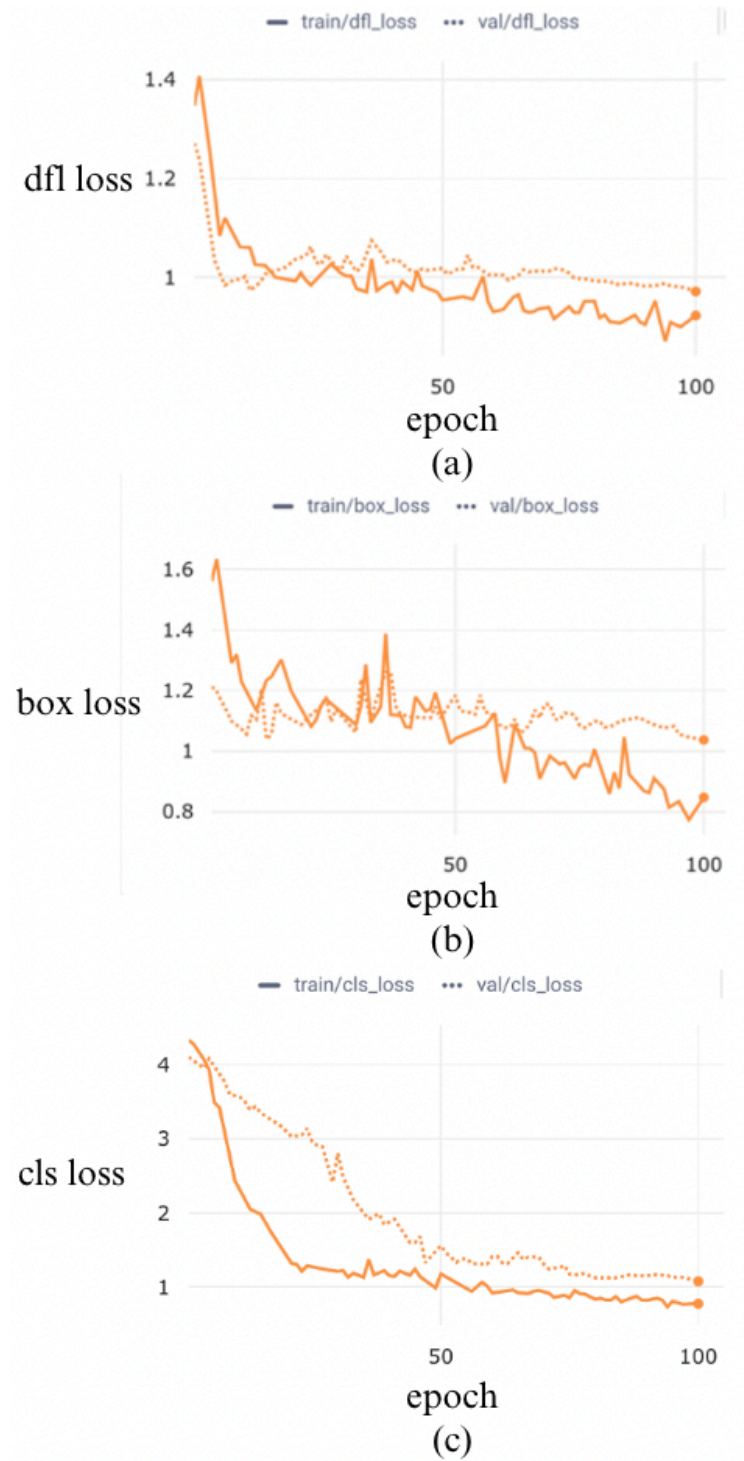 train/dfl_loss val/dfl_loss
1.4
dfl loss 1.2
1
50 100
epoch
(a)
train/box_loss val/box_loss
1.6
1.4
1.2
box loss
1
0.8
50 100
epoch
(b)
train/cls_loss val/cls_loss
4
3
cls loss
2
1
50 100
epoch
(c)